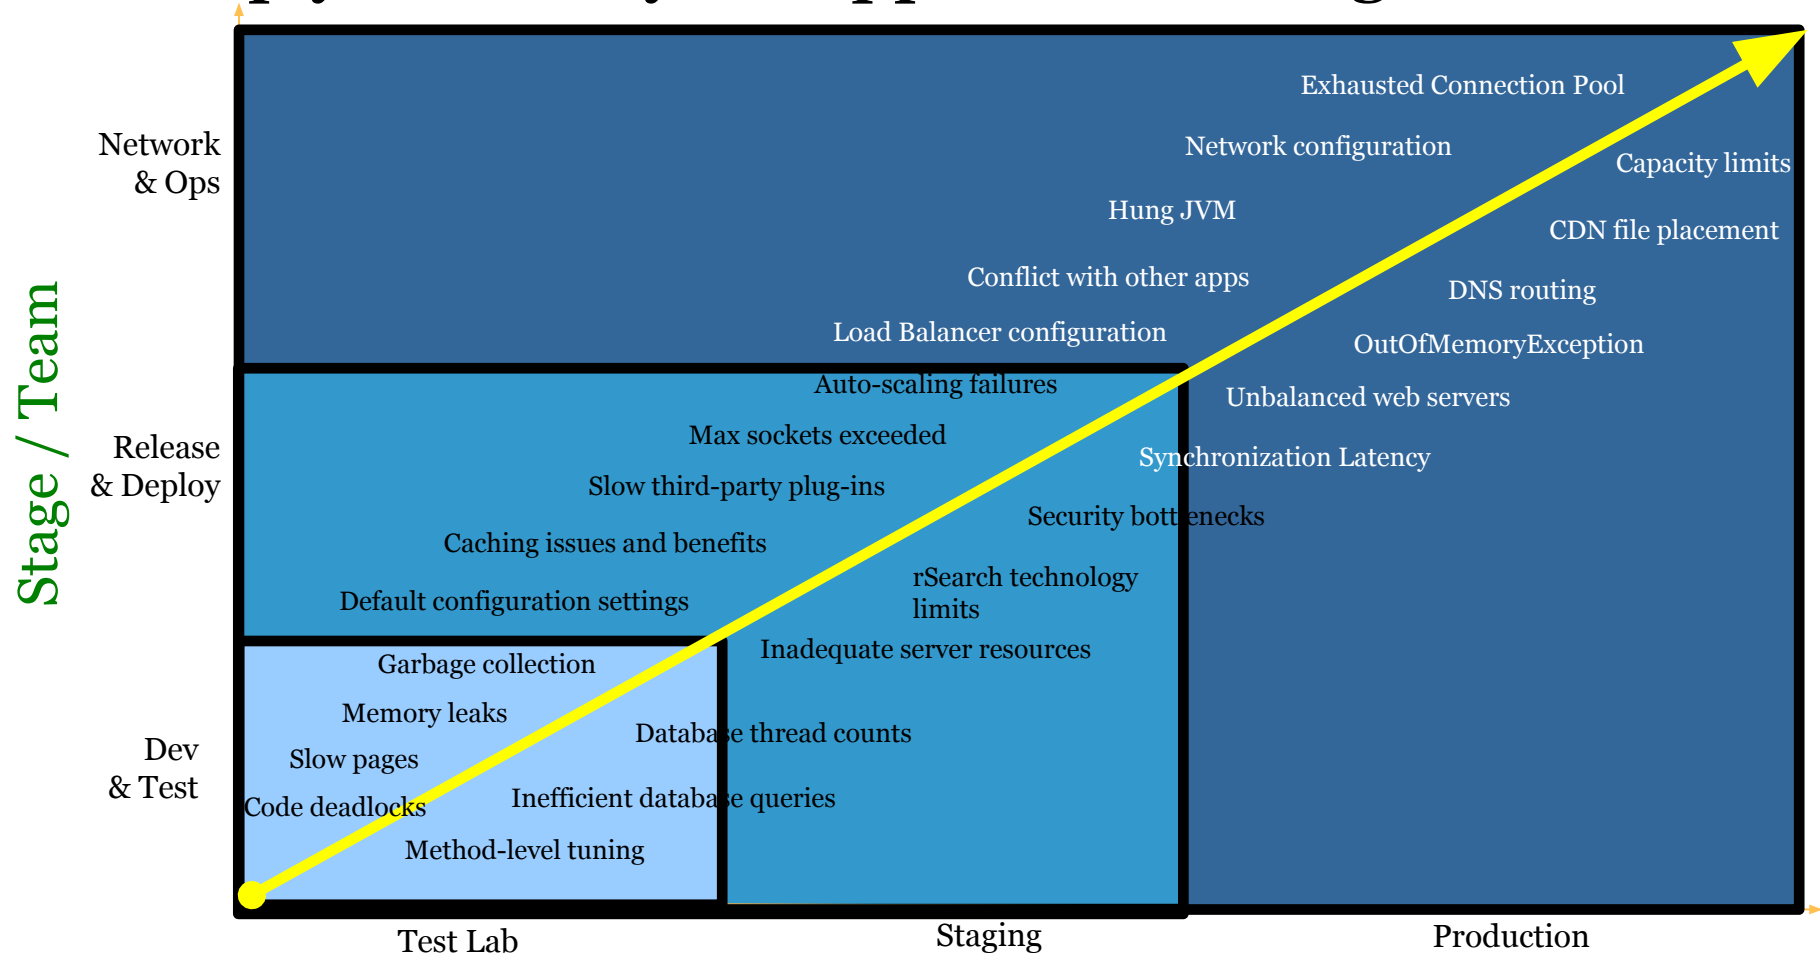 Exhausted Connection Pool
Network configuration
Capacity limits
Hung JVM
CDN file placement
Conflict with other apps
DNS routing
Load Balancer configuration
OutOfMemoryException
Network
& Ops
Auto-scaling failures
Unbalanced web servers
Max sockets exceeded
Synchronization Latency
Slow third-party plug-ins
Security bottlenecks
Caching issues and benefits
rSearch technology
limits
Default configuration settings
Inadequate server resources
Release
& Deploy
Stage / Team
Garbage collection
Memory leaks
Database thread counts
Slow pages
Inefficient database queries
Code deadlocks
Method-level tuning
Dev
& Test
Test Lab
Staging
Production